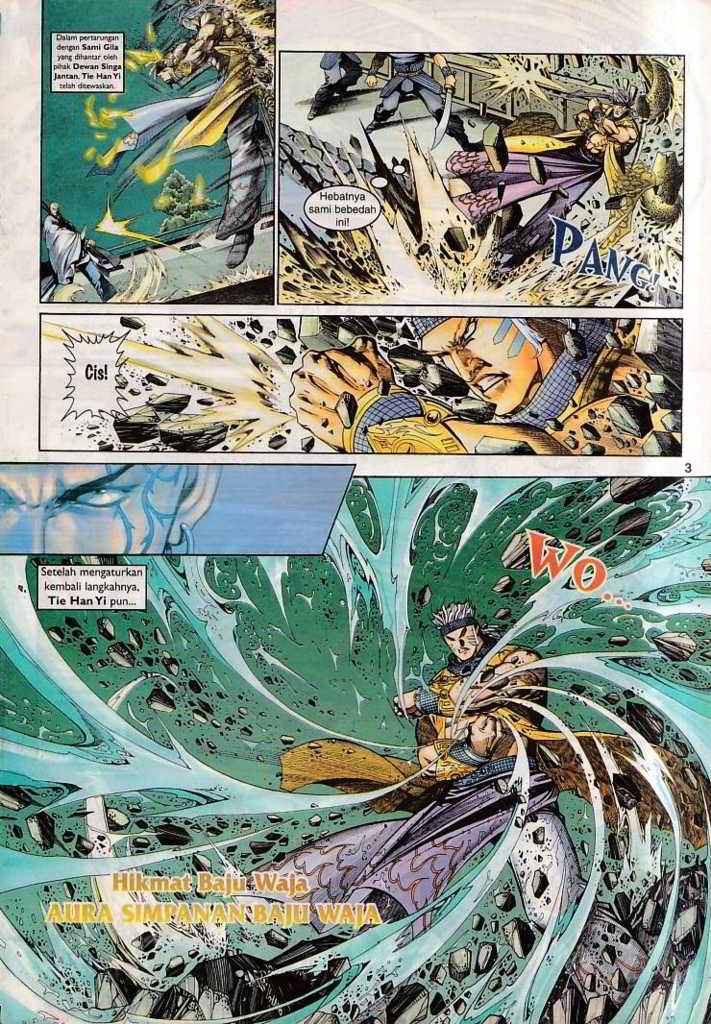 Dalam pertarungan
dengan Sami Gila
yang dihantar oleh
pihak Dewan Singa
Jantan, Tie Han Yi
telah ditewaskan.
Hebatnya
sami bebedah
ini!
PANG!
Cis!
3
Setelah mengaturkan
kembali langkahnya,
Tie Han Yi pun...
WO...
Hikmat Baju Waja
AURA SIMPANAN BAJU WAJA